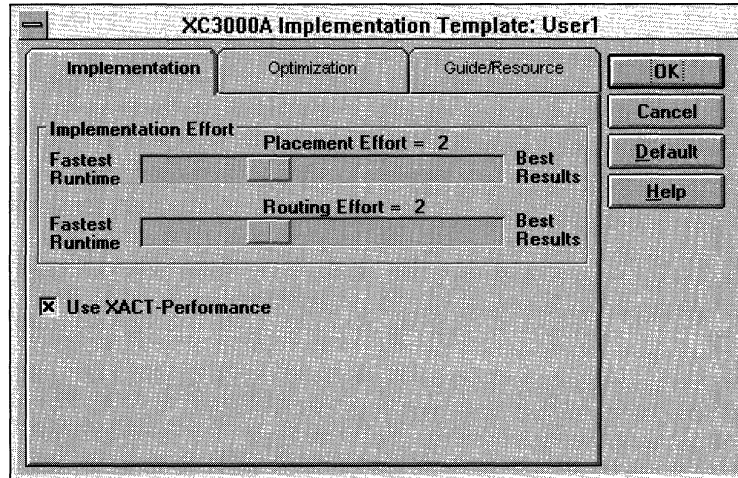 XC3000A Implementation Template: User1
Implementation
Optimization
Guide/Resource
OK
Cancel
Default
Help
Implementation Effort
Placement Effort = 2
Fastest
Runtime
Best
Results
Routing Effort = 2
Fastest
Runtime
Best
Results
Use XACT-Performance